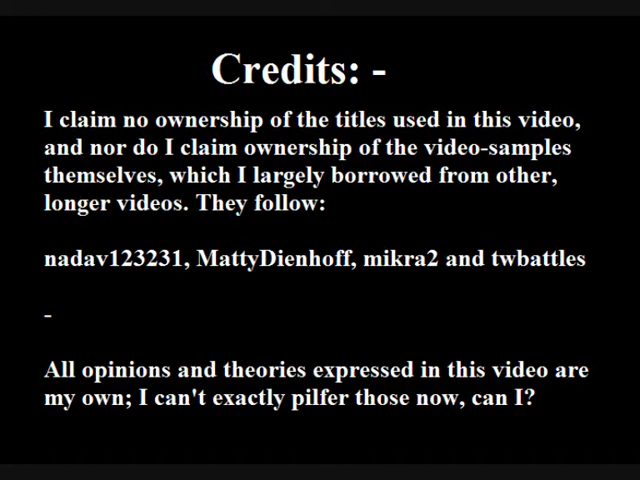 Credits: -
I claim no ownership of the titles used in this video,
and nor do I claim ownership of the video-samples
themselves, which I largely borrowed from other,
longer videos. They follow:
nadav123231, MattyDienhoff, mikra2 and twbattles
-
All opinions and theories expressed in this video are
my own; I can't exactly pilfer those now, can I?